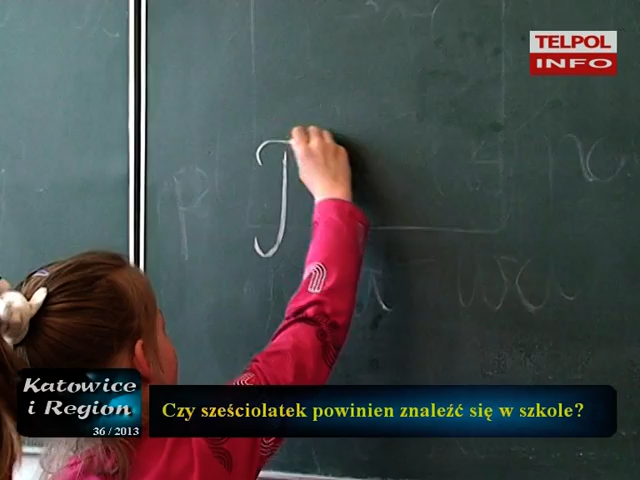 TELPOL
INFO
J
Katowice
i Region
36 / 2013
Czy sześciolatek powinien znaleźć się w szkole?